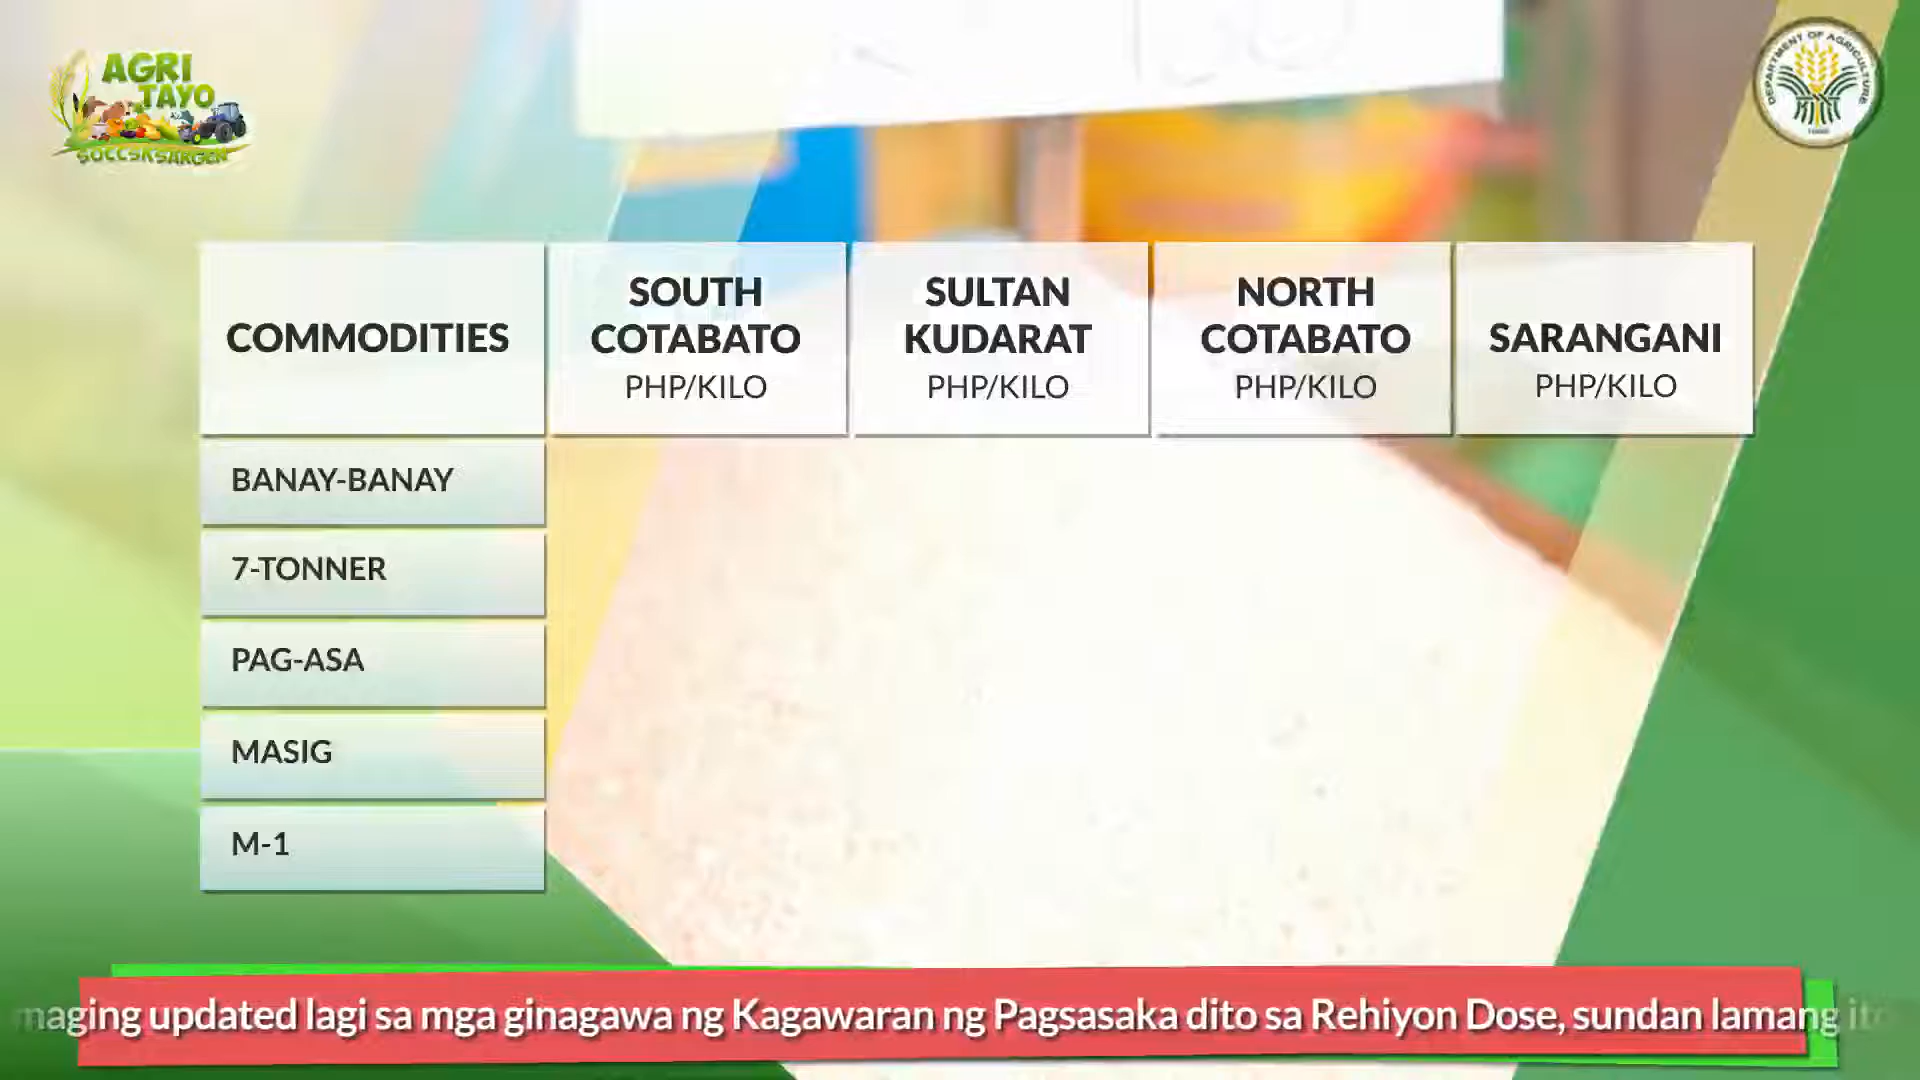 AGRI
TAYO
SOCCSKSARGEN
DEPARTMENT OF AGRICULTURE
COMMODITIES
SOUTH
COTABATO
PHP/KILO
SULTAN
KUDARAT
PHP/KILO
NORTH
COTABATO
PHP/KILO
SARANGANI
PHP/KILO
BANAY-BANAY
7-TONNER
PAG-ASA
MASIG
M-1
maging updated lagi sa mga ginagawa ng Kagawaran ng Pagsasaka dito sa Rehiyon Dose, sundan lamang